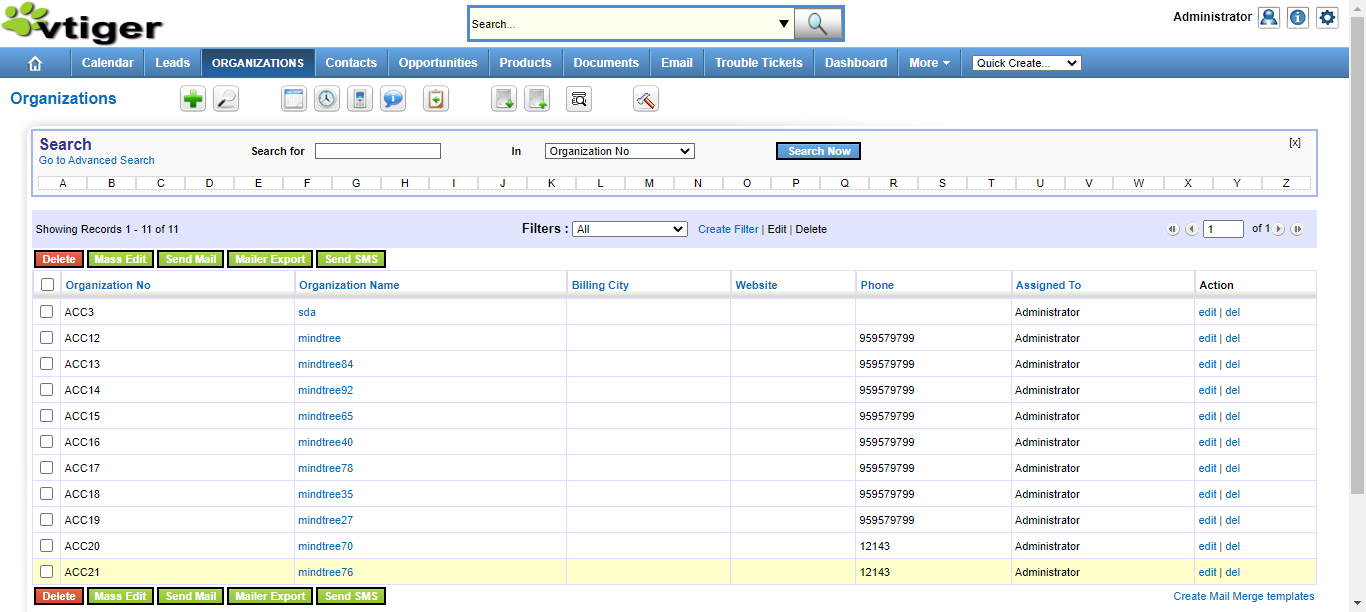 vtiger
Search...
Administrator
Calendar Leads ORGANIZATIONS Contacts Opportunities Products Documents Email Trouble Tickets Dashboard More Quick Create...
Organizations
Search
Go to Advanced Search
Search for In Organization No Search Now [x]
A B C D E F G H I J K L M N O P Q R S T U V W X Y Z
Showing Records 1 - 11 of 11 Filters : All Create Filter | Edit | Delete 1 of 1
Delete Mass Edit Send Mail Mailer Export Send SMS
Organization No Organization Name Billing City Website Phone Assigned To Action
ACC3 sda Administrator edit | del
ACC12 mindtree 959579799 Administrator edit | del
ACC13 mindtree84 959579799 Administrator edit | del
ACC14 mindtree92 959579799 Administrator edit | del
ACC15 mindtree65 959579799 Administrator edit | del
ACC16 mindtree40 959579799 Administrator edit | del
ACC17 mindtree78 959579799 Administrator edit | del
ACC18 mindtree35 959579799 Administrator edit | del
ACC19 mindtree27 959579799 Administrator edit | del
ACC20 mindtree70 12143 Administrator edit | del
ACC21 mindtree76 12143 Administrator edit | del
Delete Mass Edit Send Mail Mailer Export Send SMS Create Mail Merge templates